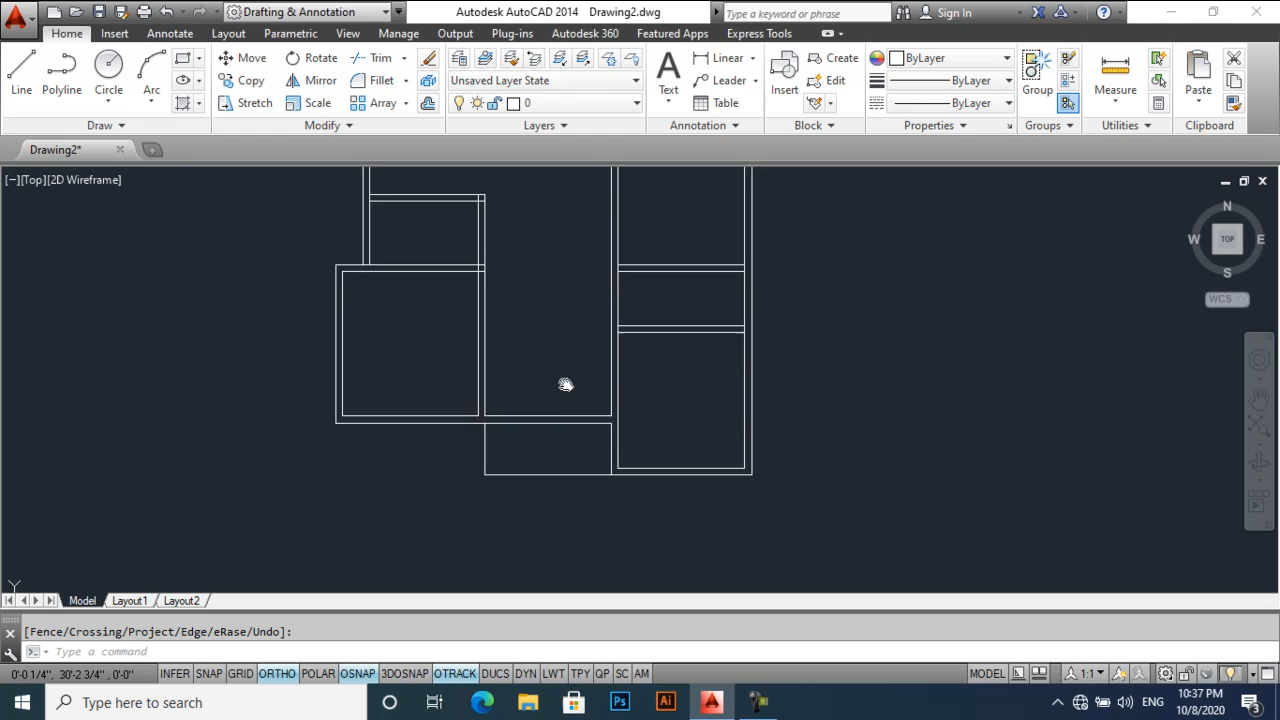 Drafting & Annotation
Autodesk AutoCAD 2014 Drawing2.dwg
Type a keyword or phrase
Sign In
Home Insert Annotate Layout Parametric View Manage Output Plug-ins Autodesk 360 Featured Apps Express Tools
Line Polyline Circle Arc
Move Rotate Trim
Copy Mirror Fillet
Stretch Scale Array
Unsaved Layer State
0
Text
Linear
Leader
Table
Insert
Create
Edit
ByLayer
ByLayer
ByLayer
Group
Measure
Paste
Draw Modify Layers Annotation Block Properties Groups Utilities Clipboard
Drawing2*
[−][Top][2D Wireframe]
N
W TOP E
S
WCS
Y
Model Layout1 Layout2
[Fence/Crossing/Project/Edge/eRase/Undo]:
Type a command
0'-0 1/4", 30'-2 3/4", 0'-0" INFER SNAP GRID ORTHO POLAR OSNAP 3DOSNAP OTRACK DUCS DYN LWT TPY QP SC AM MODEL 1:1
Type here to search
Ps
Ai
ENG
10:37 PM
10/8/2020
3